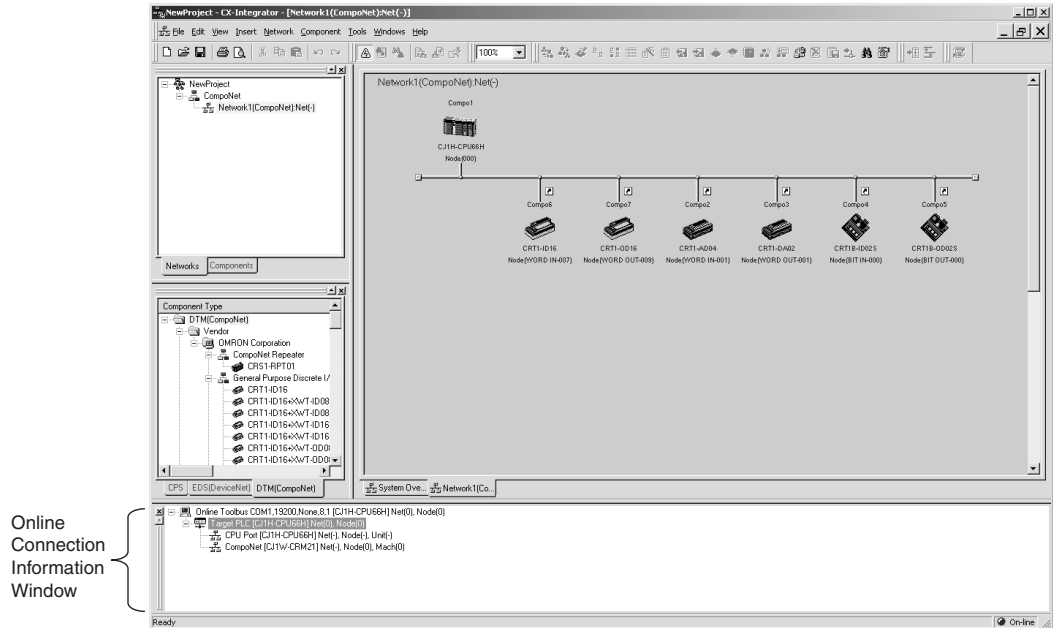 NewProject - CX-Integrator - [Network1(CompoNet):Net(-)]
File Edit View Insert Network Component Tools Windows Help
100%
NewProject
CompoNet
Network1(CompoNet):Net(-)
Networks Components
Component Type
DTM(CompoNet)
Vendor
OMRON Corporation
CompoNet Repeater
CRS1-RPT01
General Purpose Discrete I/
CRT1-ID16
CRT1-ID16+XWT-ID08
CRT1-ID16+XWT-ID08
CRT1-ID16+XWT-ID16
CRT1-ID16+XWT-ID16
CRT1-ID16+XWT-OD08
CRT1-ID16+XWT-OD08
CPS EDS(DeviceNet) DTM(CompoNet)
Network1(CompoNet):Net(-)
Compo1
CJ1H-CPU66H
Node(000)
Compo6 Compo7 Compo2 Compo3 Compo4 Compo5
CRT1-ID16 CRT1-OD16 CRT1-AD04 CRT1-DA02 CRT1B-ID02S CRT1B-OD02S
Node(WORD IN-007) Node(WORD OUT-009) Node(WORD IN-001) Node(WORD OUT-001) Node(BIT IN-000) Node(BIT OUT-000)
System Ove... Network1(Co...
Online
Connection
Information
Window
Online Toolbus COM1,19200,None,8,1 [CJ1H-CPU66H] Net(0), Node(0)
Target PLC [CJ1H-CPU66H] Net(0), Node(0)
CPU Port [CJ1H-CPU66H] Net(-), Node(-), Unit(-)
CompoNet [CJ1W-CRM21] Net(-), Node(0), Mach(0)
Ready
On-line